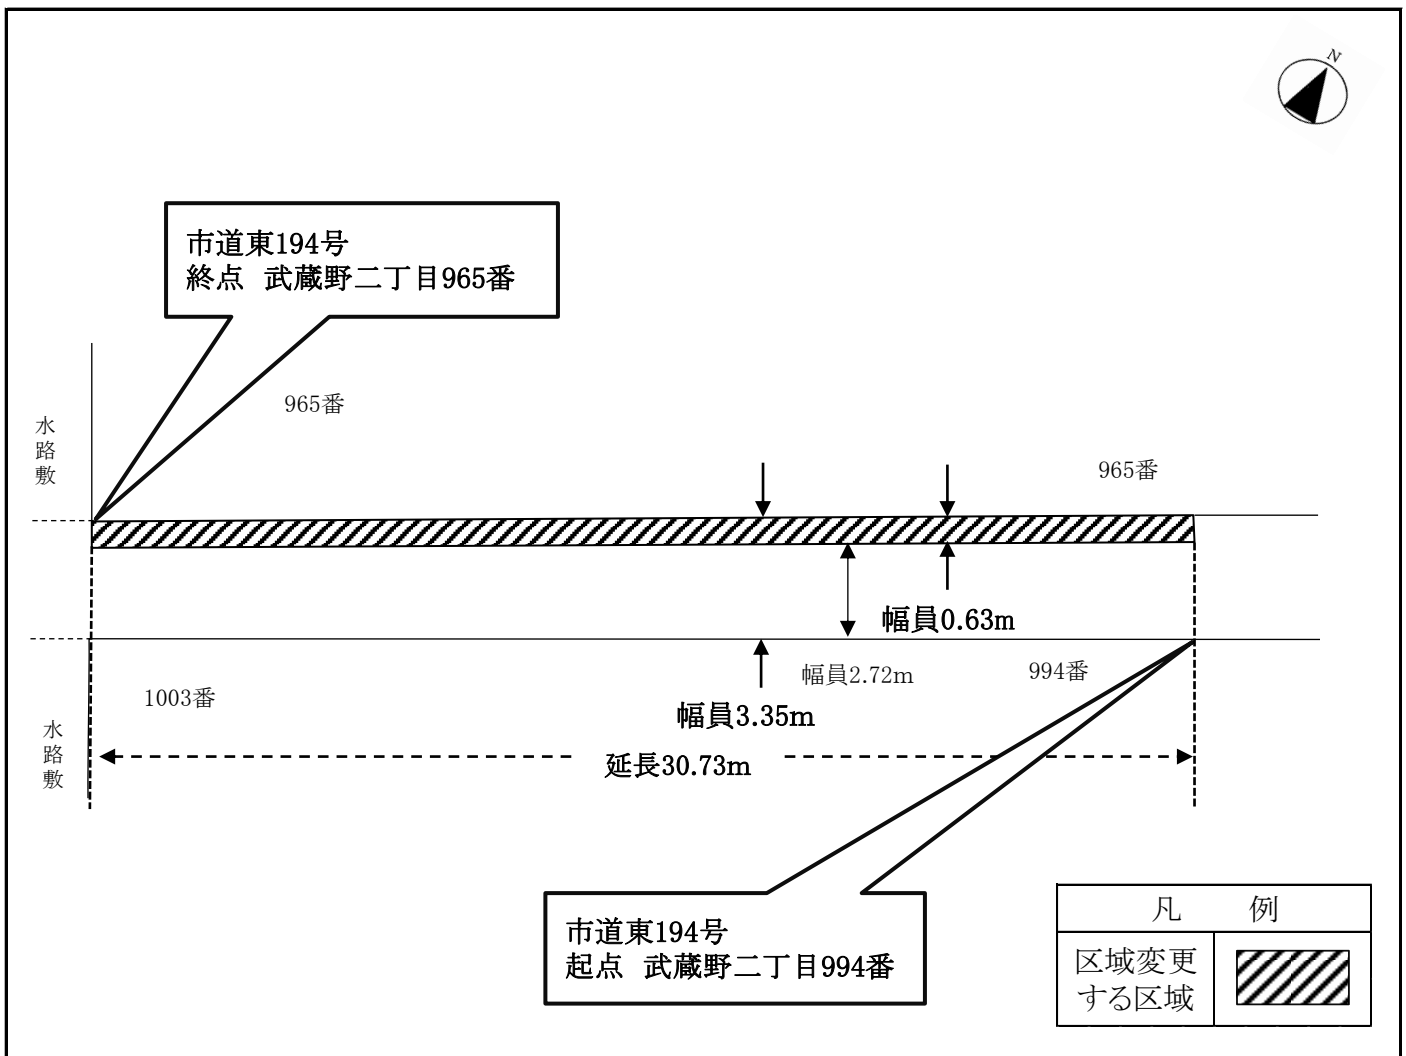 N
市道東194号
終点　武蔵野二丁目965番
965番
水路敷
965番
幅員0.63m
幅員2.72m
994番
1003番
幅員3.35m
水路敷
延長30.73m
市道東194号
起点　武蔵野二丁目994番
凡　例
区域変更
する区域